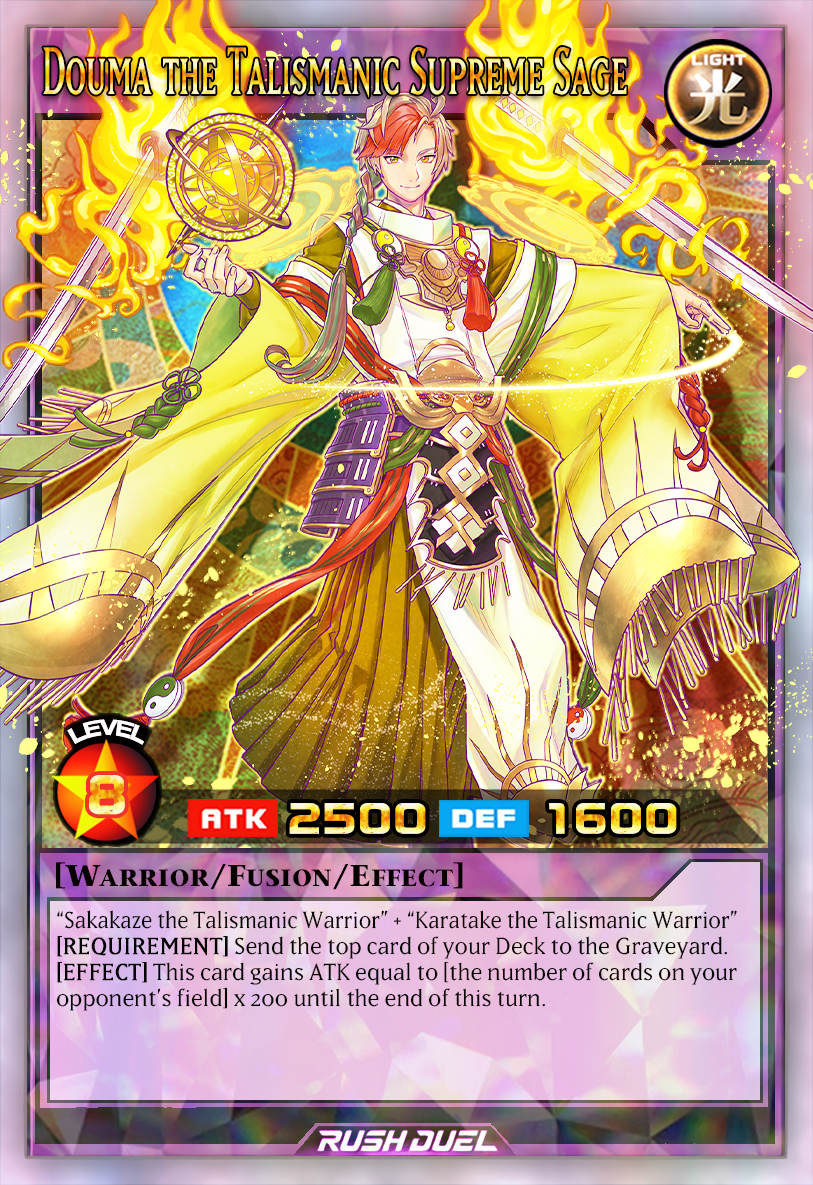 Douma the Talismanic Supreme Sage
LIGHT
光
LEVEL
8
ATK 2500 DEF 1600
[Warrior/Fusion/Effect]
“Sakakaze the Talismanic Warrior” + “Karatake the Talismanic Warrior”
[REQUIREMENT] Send the top card of your Deck to the Graveyard.
[EFFECT] This card gains ATK equal to [the number of cards on your
opponent's field] x 200 until the end of this turn.
RUSH DUEL